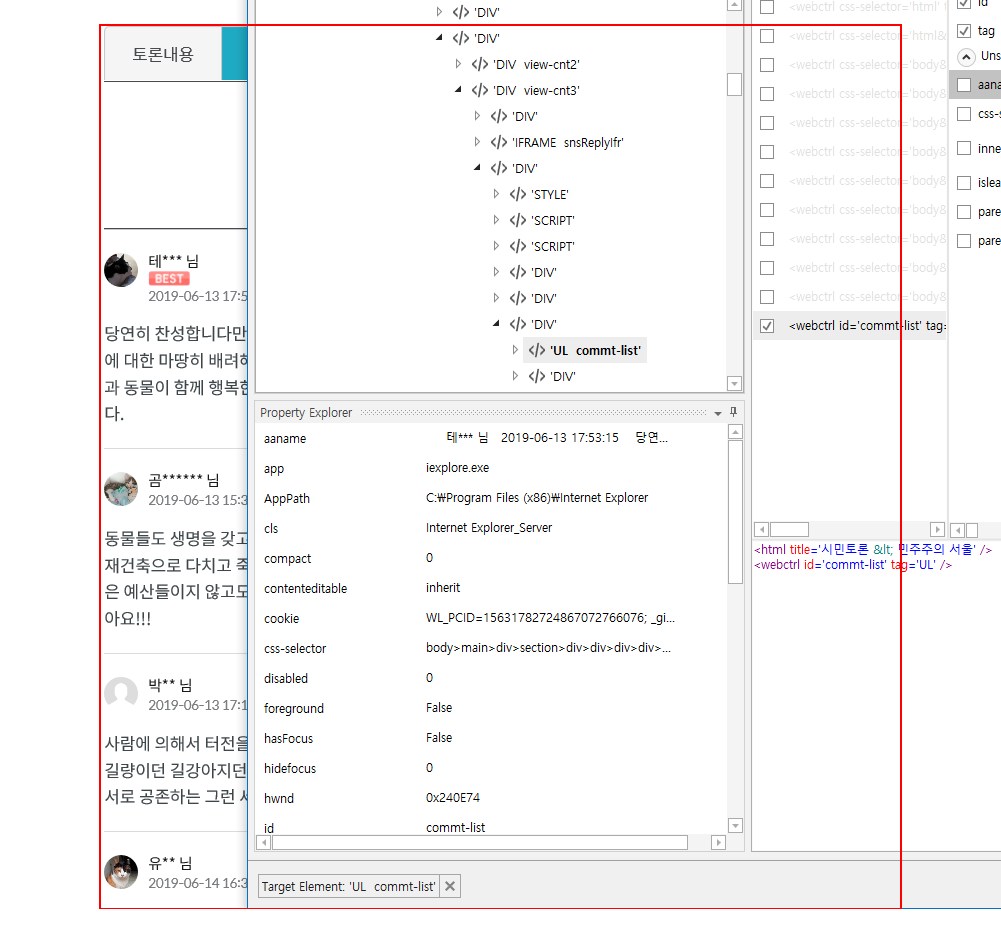 토론내용
테*** 님
BEST
2019-06-13 17:5
당연히 찬성합니다만
에 대한 마땅히 배려하
과 동물이 함께 행복한
다.
곰****** 님
2019-06-13 15:3
동물들도 생명을 갖고
재건축으로 다치고 죽
은 예산들이지 않고도
아요!!!
박** 님
2019-06-13 17:1
사람에 의해서 터전을
길량이던 길강아지던
서로 공존하는 그런 세
유** 님
2019-06-14 16:3
</> 'DIV'
</> 'DIV'
</> 'DIV view-cnt2'
</> 'DIV view-cnt3'
</> 'DIV'
</> 'IFRAME snsReplyIfr'
</> 'DIV'
</> 'STYLE'
</> 'SCRIPT'
</> 'SCRIPT'
</> 'DIV'
</> 'DIV'
</> 'DIV'
</> 'UL commt-list'
</> 'DIV'
Property Explorer
aaname 테*** 님 2019-06-13 17:53:15 당연...
app iexplore.exe
AppPath C:₩Program Files (x86)₩Internet Explorer
cls Internet Explorer_Server
compact 0
contenteditable inherit
cookie WL_PCID=15631782724867072766076; _gi...
css-selector body>main>div>section>div>div>div>div>...
disabled 0
foreground False
hasFocus False
hidefocus 0
hwnd 0x240E74
id commt-list
Target Element: 'UL commt-list'
<webctrl css-selector='html' t
<webctrl css-selector='html&
<webctrl css-selector='body&
<webctrl css-selector='body&
<webctrl css-selector='body&
<webctrl css-selector='body&
<webctrl css-selector='body&
<webctrl css-selector='body&
<webctrl css-selector='body&
<webctrl css-selector='body&
<webctrl css-selector='body&
<webctrl id='commt-list' tag=
id
tag
Uns
aana
css-s
inne
islea
pare
pare
<html title='시민토론 &lt; 민주주의 서울' />
<webctrl id='commt-list' tag='UL' />